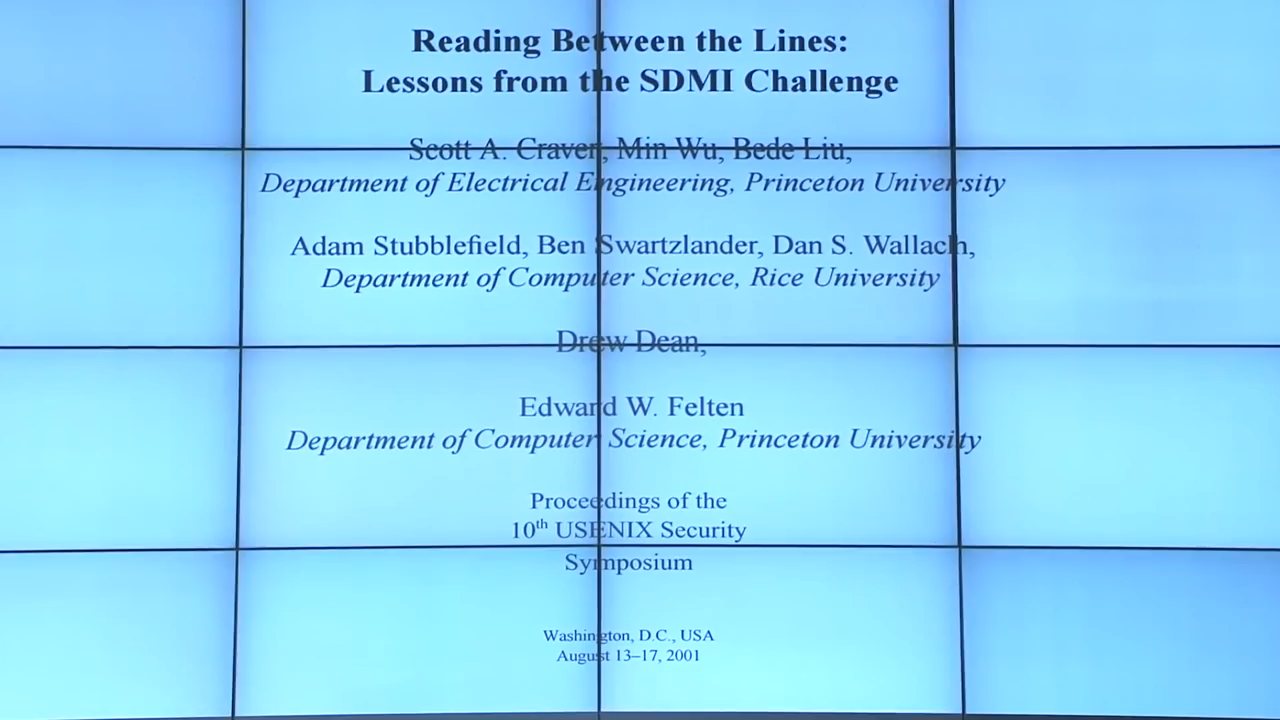 Reading Between the Lines:
Lessons from the SDMI Challenge
Scott A. Craver, Min Wu, Bede Liu,
Department of Electrical Engineering, Princeton University
Adam Stubblefield, Ben Swartzlander, Dan S. Wallach,
Department of Computer Science, Rice University
Drew Dean,
Edward W. Felten
Department of Computer Science, Princeton University
Proceedings of the
10th USENIX Security
Symposium
Washington, D.C., USA
August 13–17, 2001